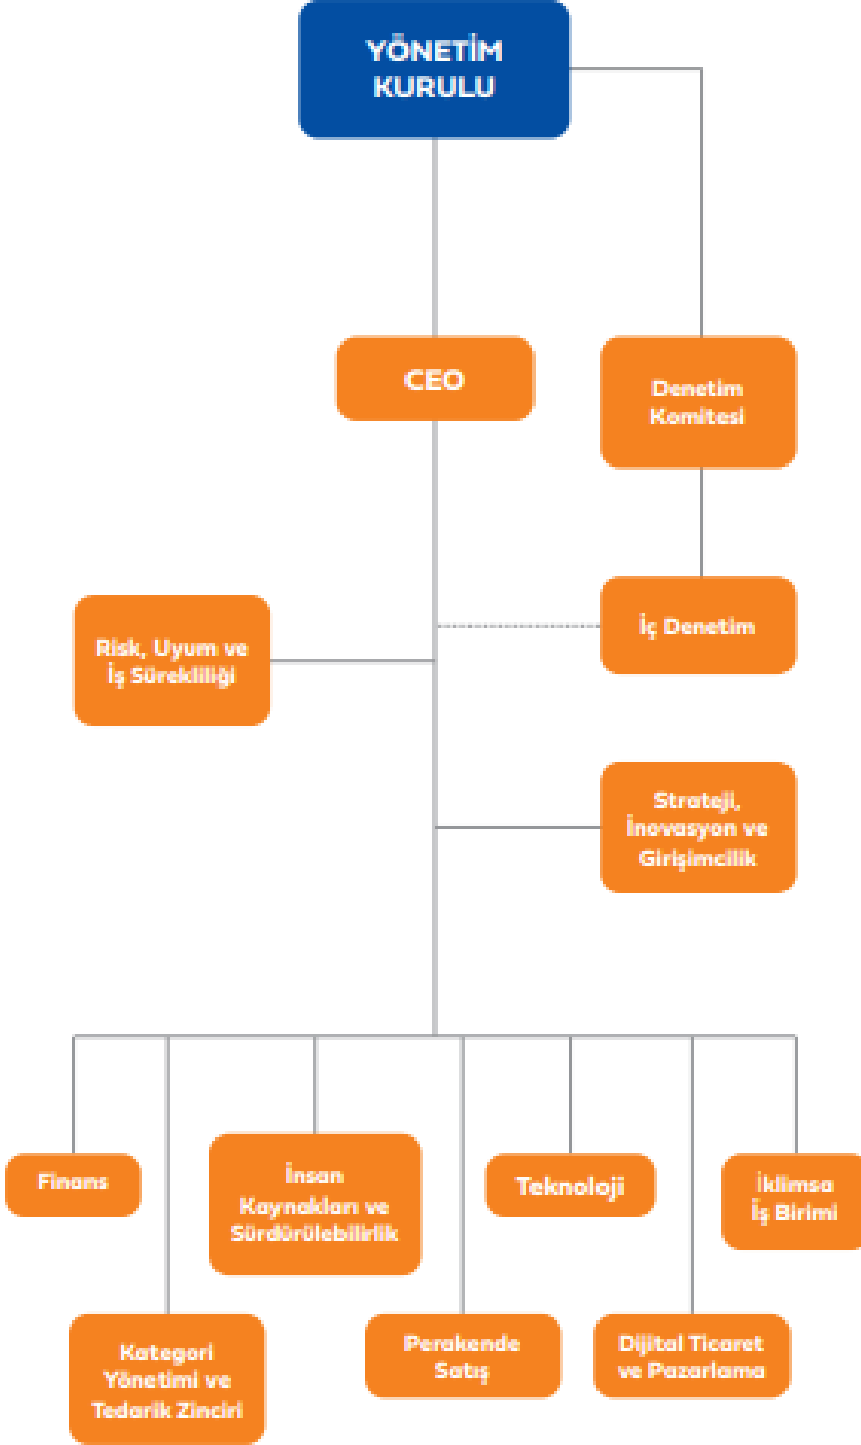 YÖNETİM
KURULU
CEO
Denetim
Komitesi
İç Denetim
Risk, Uyum ve
İş Sürekliliği
Strateji,
İnovasyon ve
Girişimcilik
Finans
İnsan
Kaynakları ve
Sürdürülebilirlik
Teknoloji
İklimsa
İş Birimi
Kategori
Yönetimi ve
Tedarik Zinciri
Perakende
Satış
Dijital Ticaret
ve Pazarlama